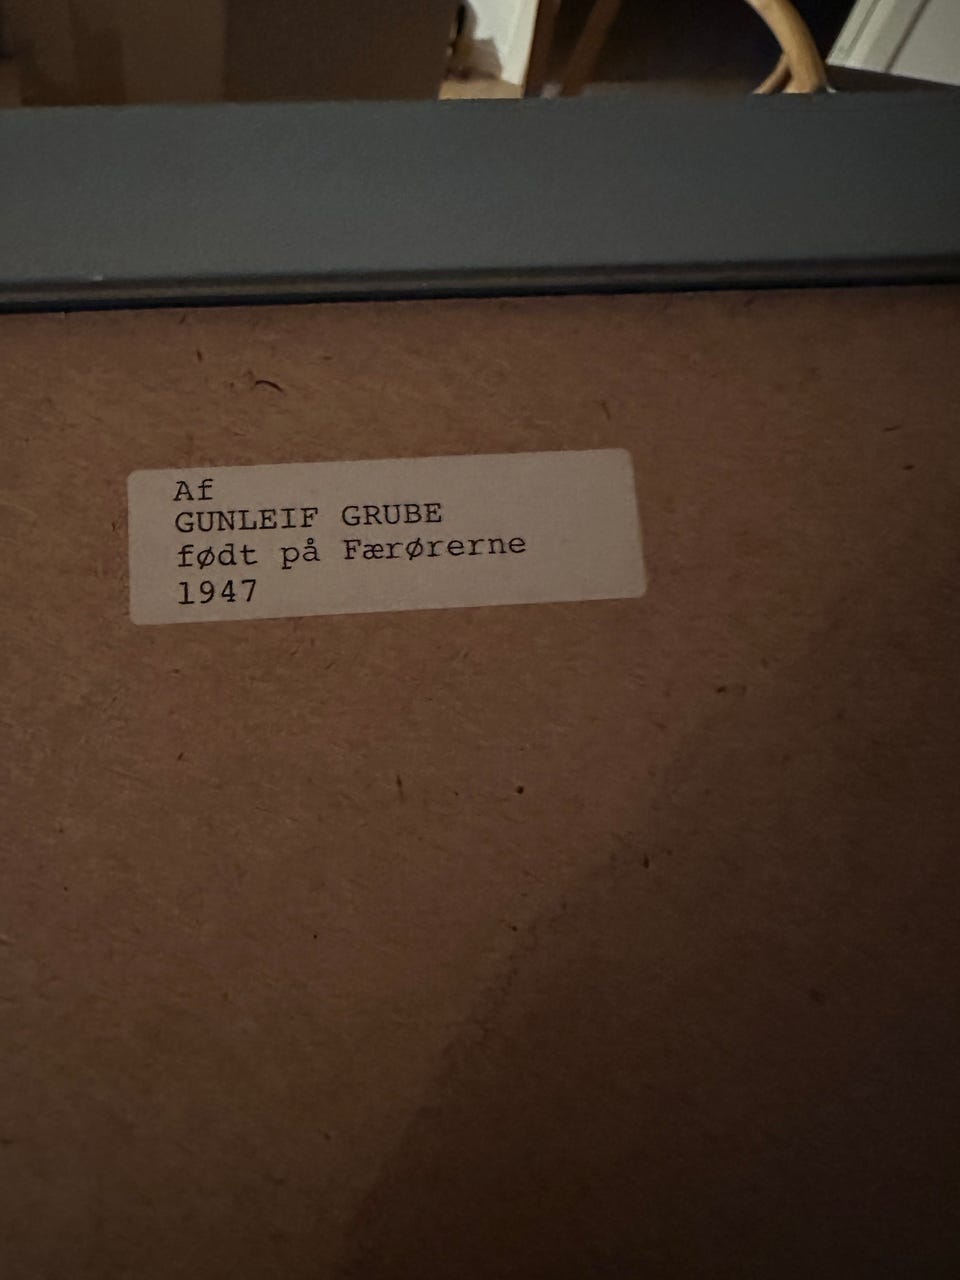 Af
GUNLEIF GRUBE
født på Færørerne
1947